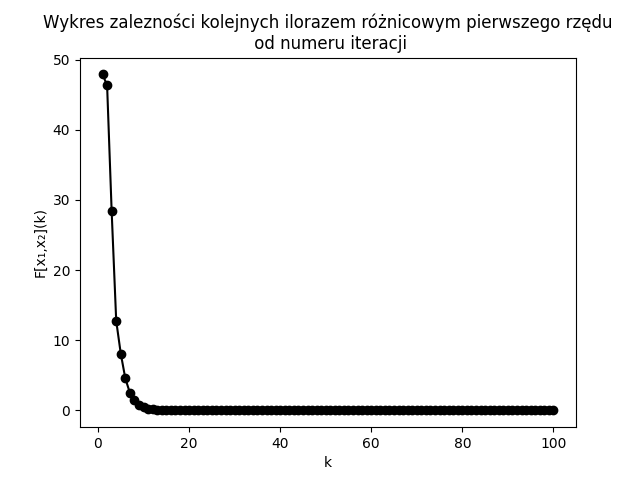 Wykres zalezności kolejnych ilorazem różnicowym pierwszego rzędu
od numeru iteracji
50
40
30
20
10
0
F[x₁,x₂](k)
0 20 40 60 80 100
k